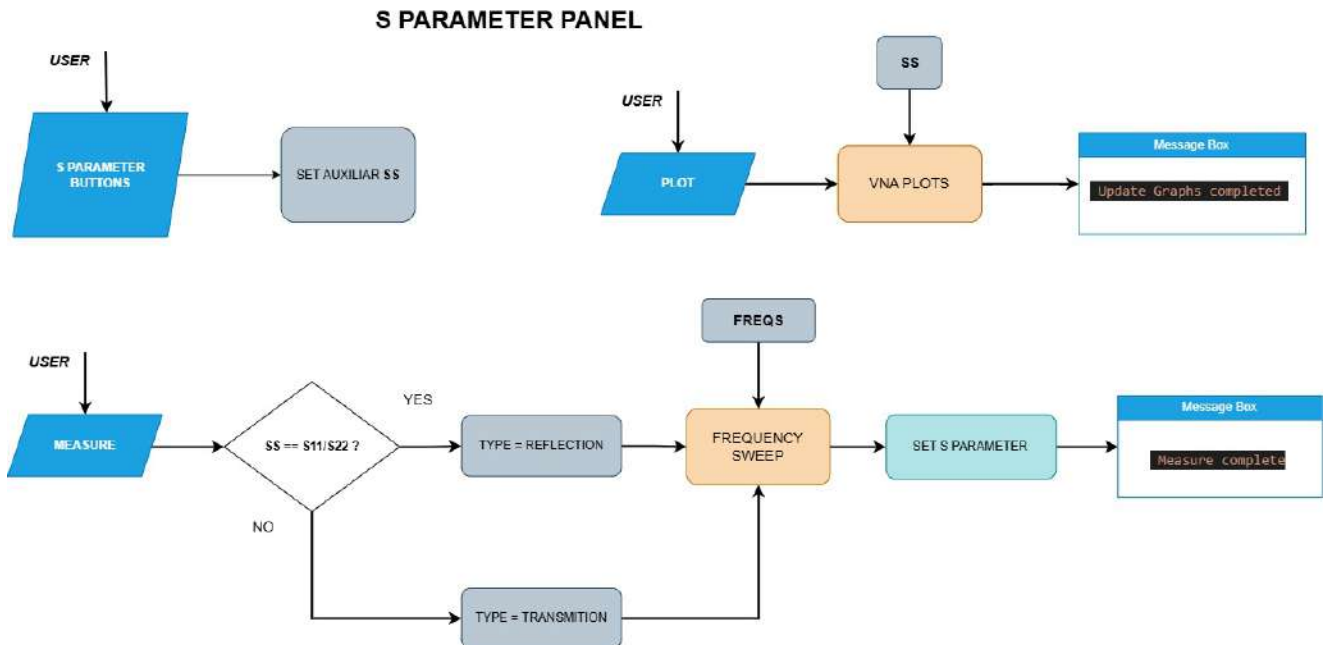 S PARAMETER PANEL
USER
S PARAMETER
BUTTONS
SET AUXILIAR SS
USER
PLOT
SS
VNA PLOTS
Message Box
Update Graphs completed
USER
MEASURE
SS == S11/S22 ?
YES
NO
TYPE = REFLECTION
TYPE = TRANSMITION
FREQS
FREQUENCY
SWEEP
SET S PARAMETER
Message Box
Measure complete